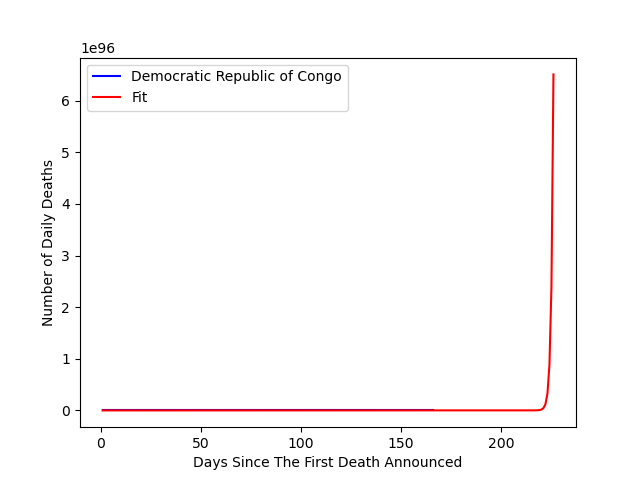 1e96
Democratic Republic of Congo
Fit
6
5
4
3
2
1
0
Number of Daily Deaths
0 50 100 150 200
Days Since The First Death Announced